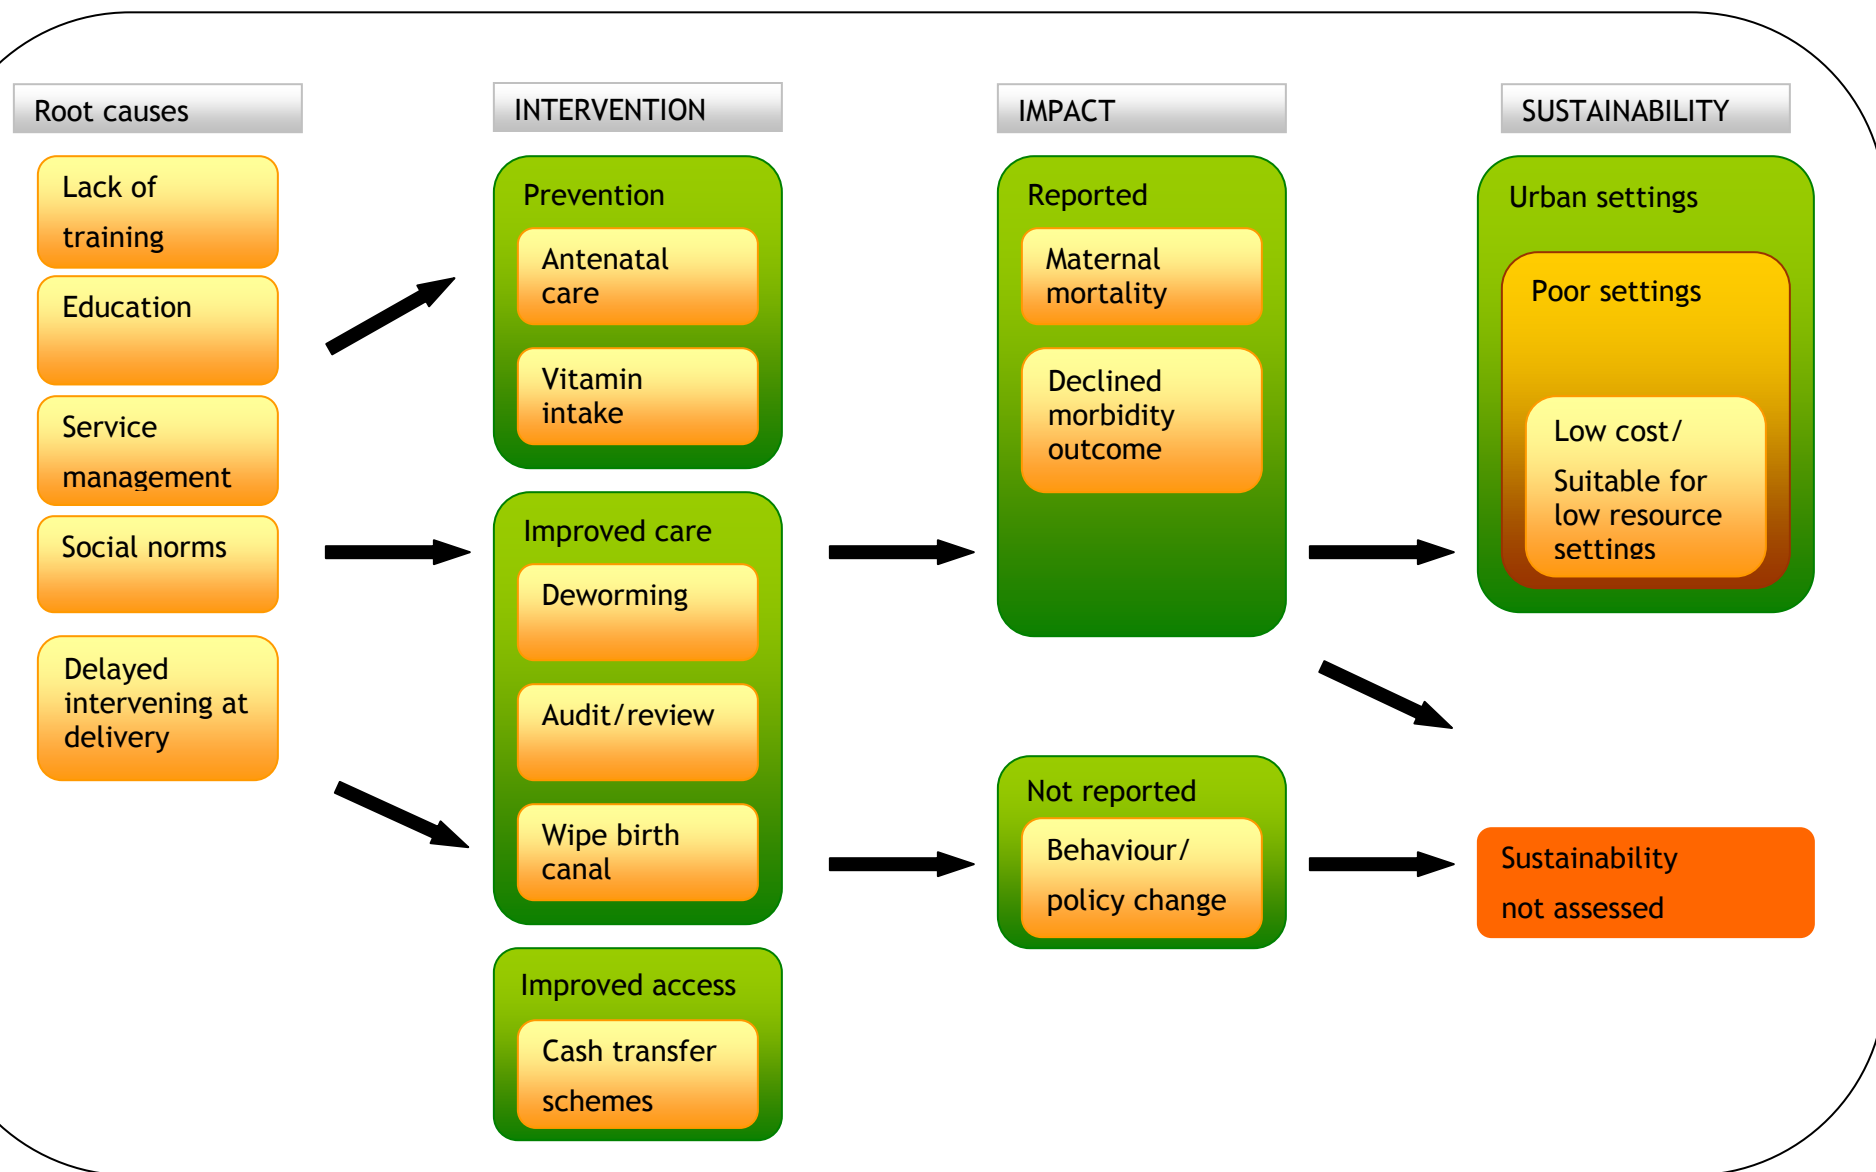 Root causes
Lack of
training
Education
Service
management
Social norms
Delayed
intervening at
delivery
INTERVENTION
Prevention
Antenatal
care
Vitamin
intake
Improved care
Deworming
Audit/review
Wipe birth
canal
Improved access
Cash transfer
schemes
IMPACT
Reported
Maternal
mortality
Declined
morbidity
outcome
Not reported
Behaviour/
policy change
SUSTAINABILITY
Urban settings
Poor settings
Low cost/
Suitable for
low resource
settings
Sustainability
not assessed